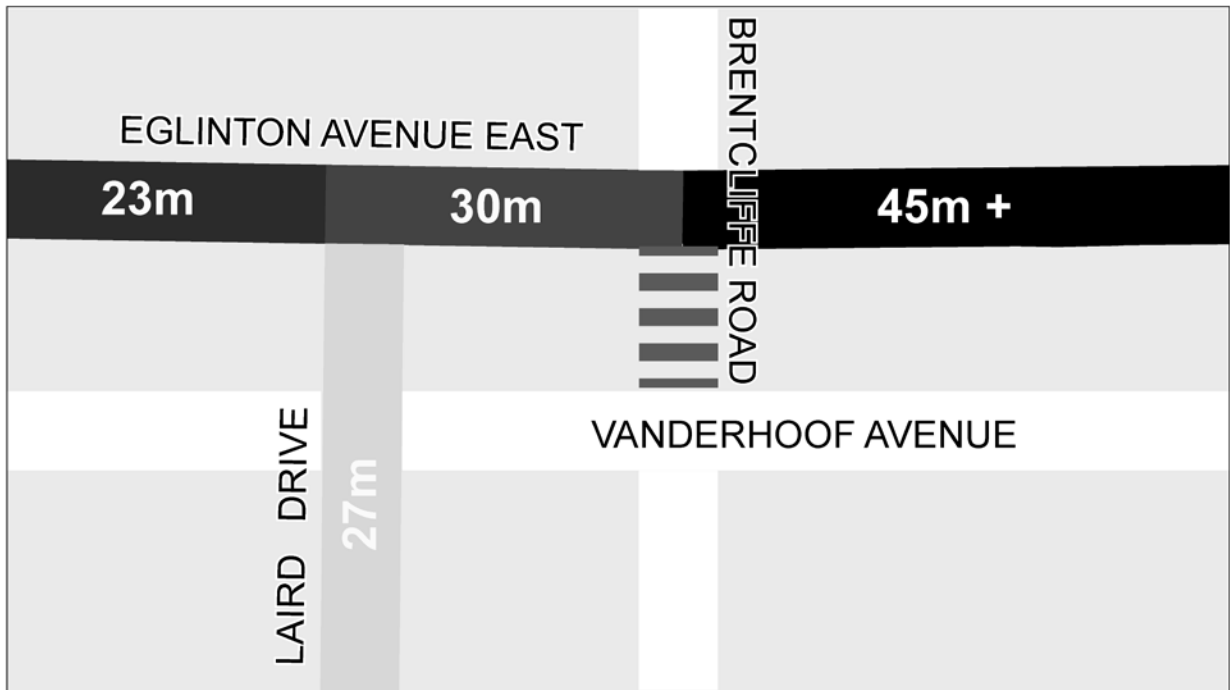 BRENTCLIFFE ROAD
EGLINTON AVENUE EAST
23m
30m
45m +
LAIRD DRIVE
27m
VANDERHOOF AVENUE